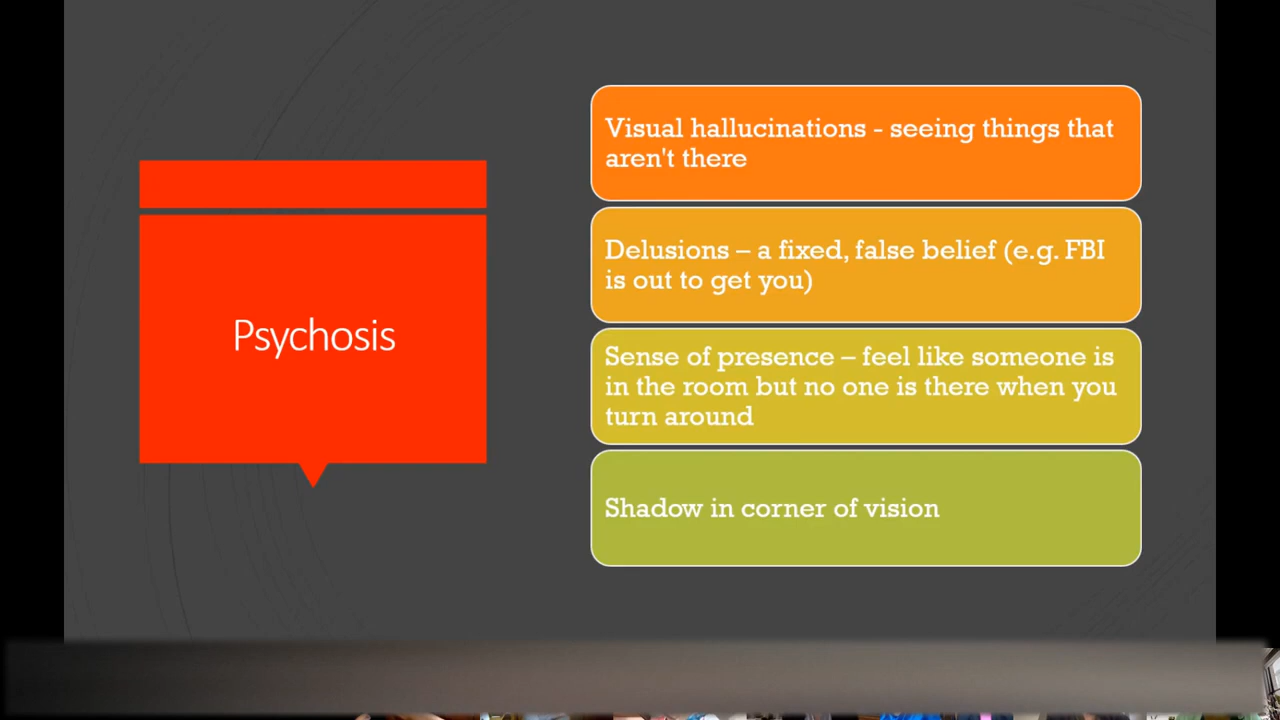 Psychosis
Visual hallucinations - seeing things that
aren't there
Delusions – a fixed, false belief (e.g. FBI
is out to get you)
Sense of presence – feel like someone is
in the room but no one is there when you
turn around
Shadow in corner of vision